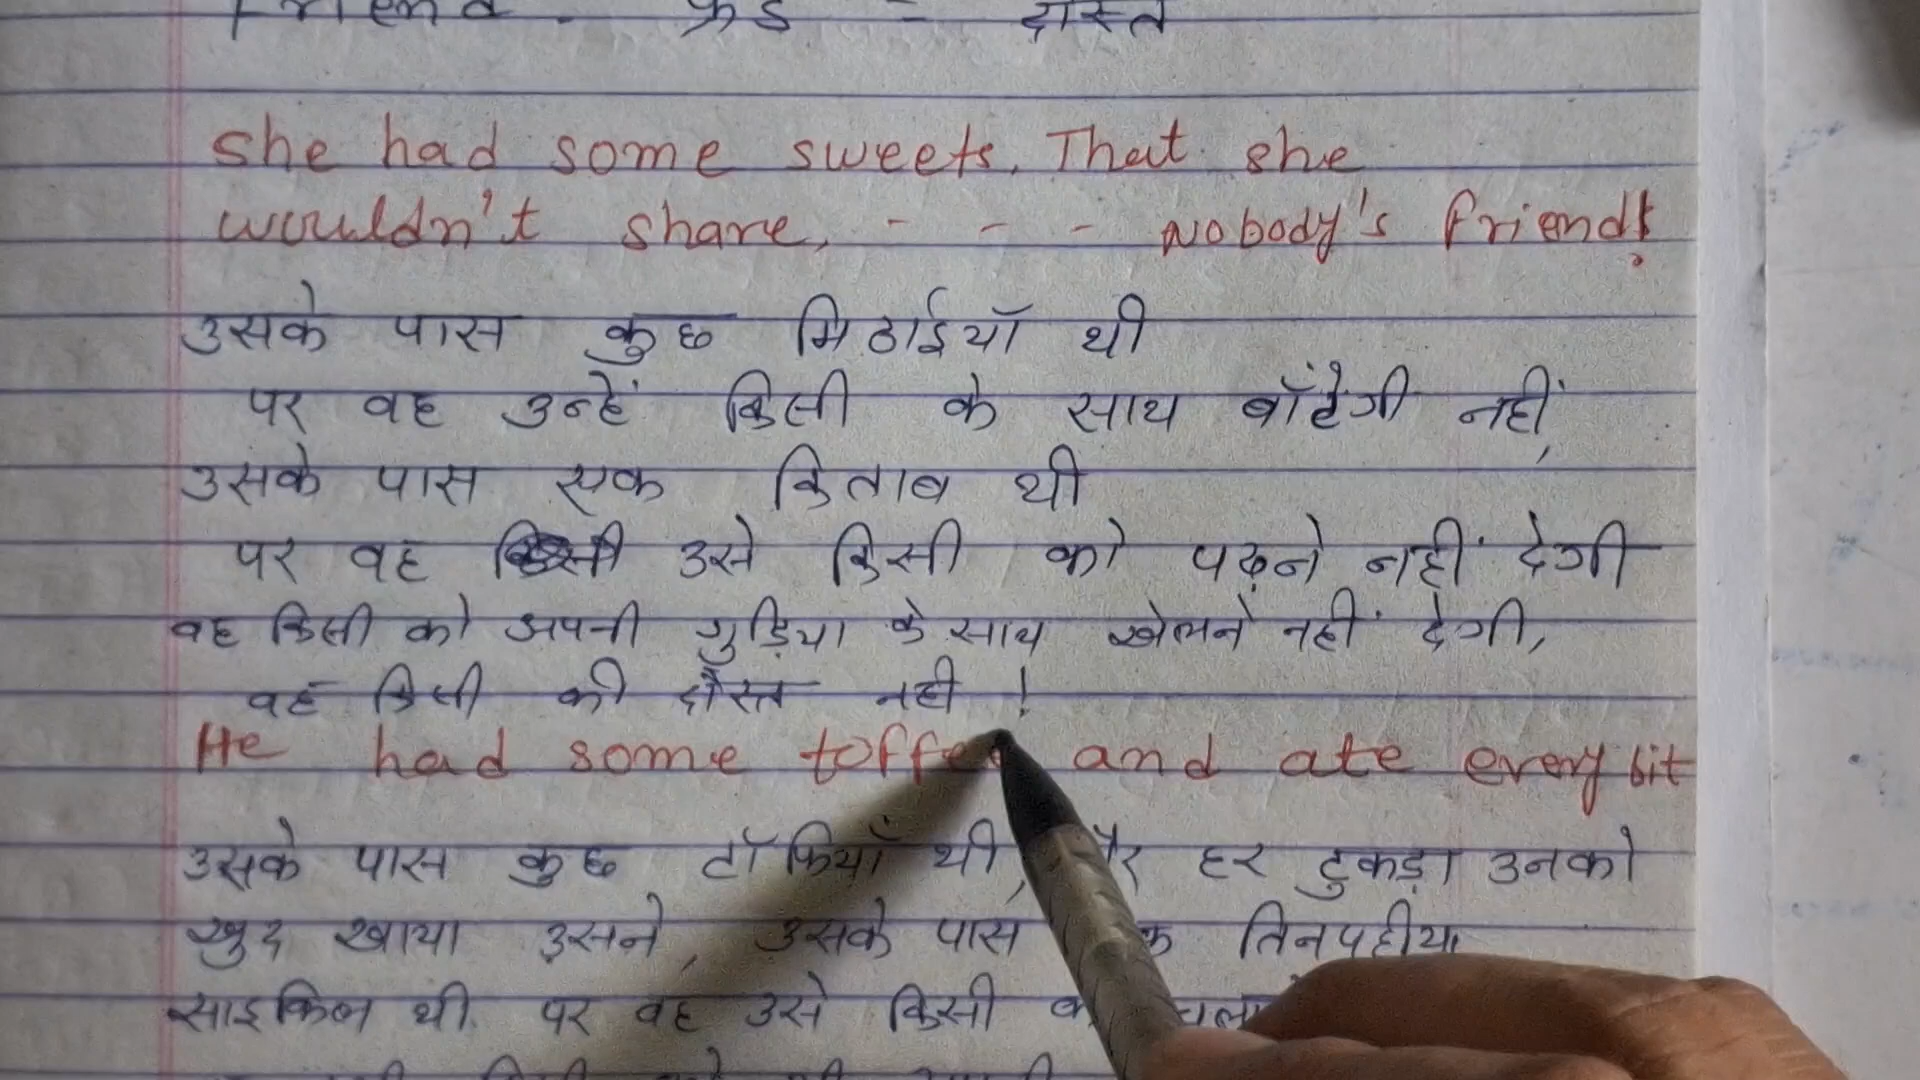 Friend - फ्रेंड - दोस्त
She had some sweets. That she
wouldn't share, - - - Nobody's friend!
उसके पास कुछ मिठाईयाँ थी
पर वह उन्हें किसी के साथ बाँटेंगी नहीं,
उसके पास एक किताब थी
पर वह उसे किसी को पढ़ने नहीं देगी
वह किसी को अपनी गुड़िया के साथ खेलने नहीं देगी,
वह किसी की दोस्त नही !
He had some toffee and ate every bit
उसके पास कुछ टॉफियाँ थी, हर टुकड़ा उनको
खुद खाया उसने, उसके पास तिनपहीया
साइकिल थी. पर वह उसे किसी